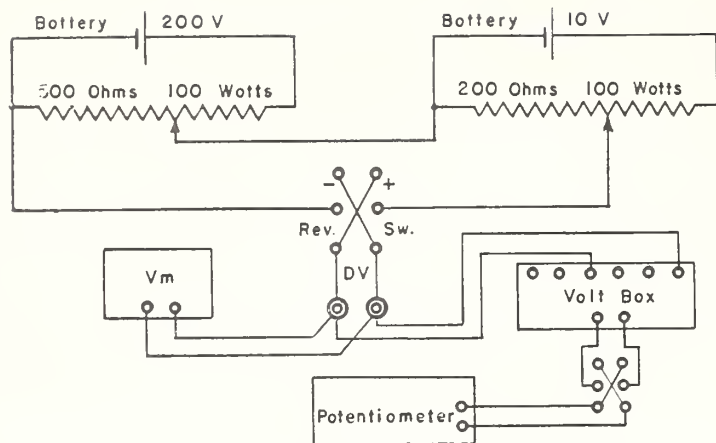 Bottery 200 V
500 Ohms 100 Wotts
Bottery 10 V
200 Ohms 100 Wotts
- +
Rev. Sw.
Vm
DV
Volt Box
Potentiometer